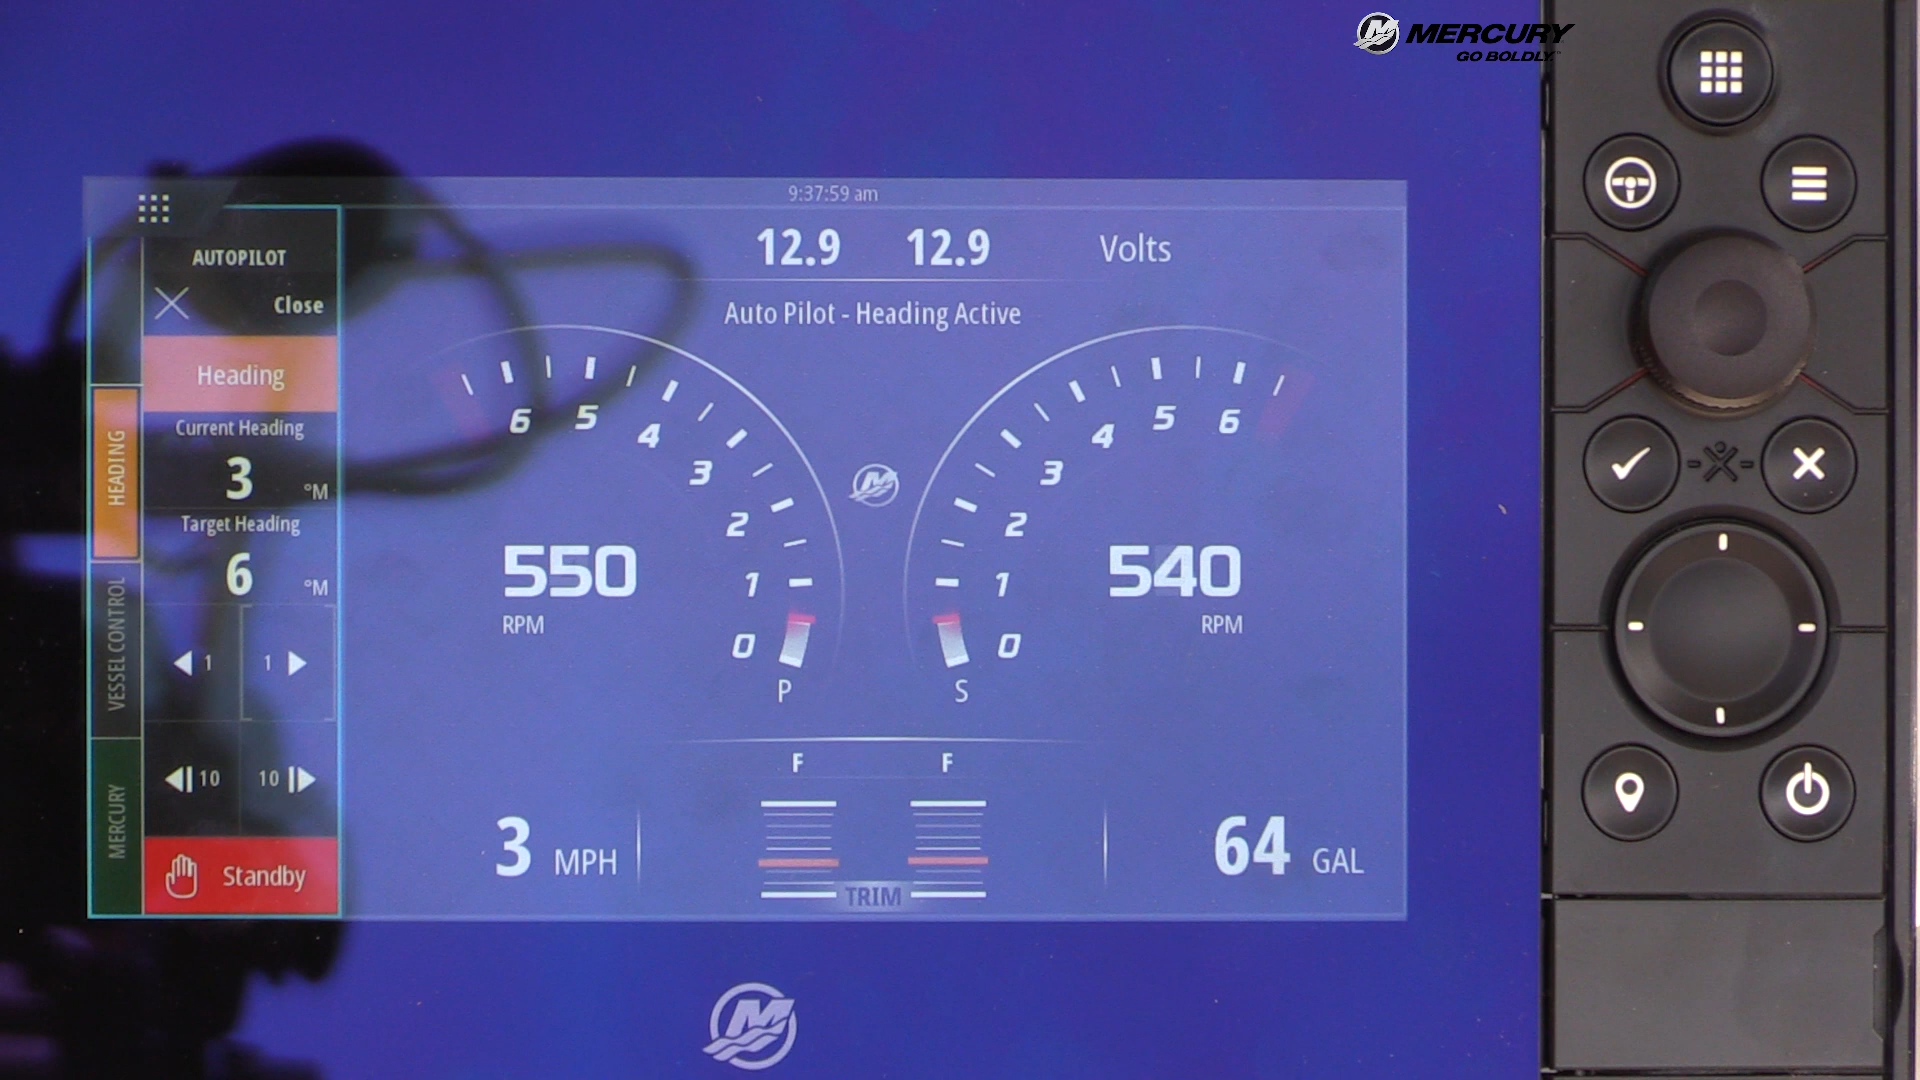 MERCURY
GO BOLDLY.™
9:37:59 am
12.9 12.9 Volts
Auto Pilot - Heading Active
AUTOPILOT
Close
Heading
Current Heading
3 °M
Target Heading
6 °M
1 1
10 10
Standby
HEADING
VESSEL CONTROL
MERCURY
6 5 4 3 2 1 0
550
RPM
P
6 5 4 3 2 1 0
540
RPM
S
F F
TRIM
3 MPH
64 GAL